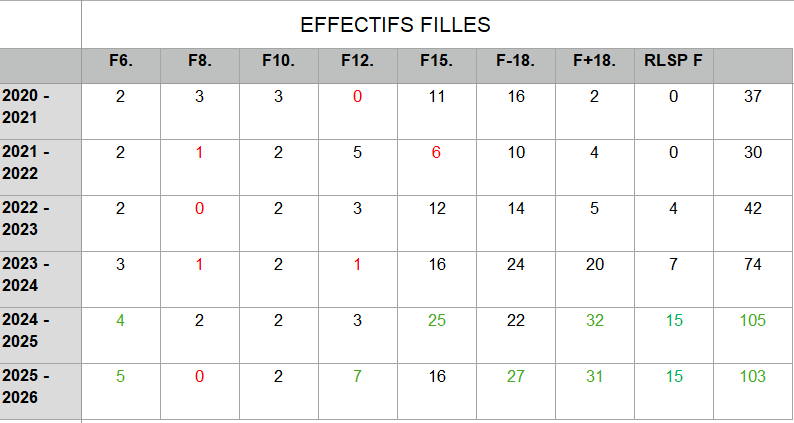 EFFECTIFS FILLES
F6. F8. F10. F12. F15. F-18. F+18. RLSP F
2020 - 2021 2 3 3 0 11 16 2 0 37
2021 - 2022 2 1 2 5 6 10 4 0 30
2022 - 2023 2 0 2 3 12 14 5 4 42
2023 - 2024 3 1 2 1 16 24 20 7 74
2024 - 2025 4 2 2 3 25 22 32 15 105
2025 - 2026 5 0 2 7 16 27 31 15 103